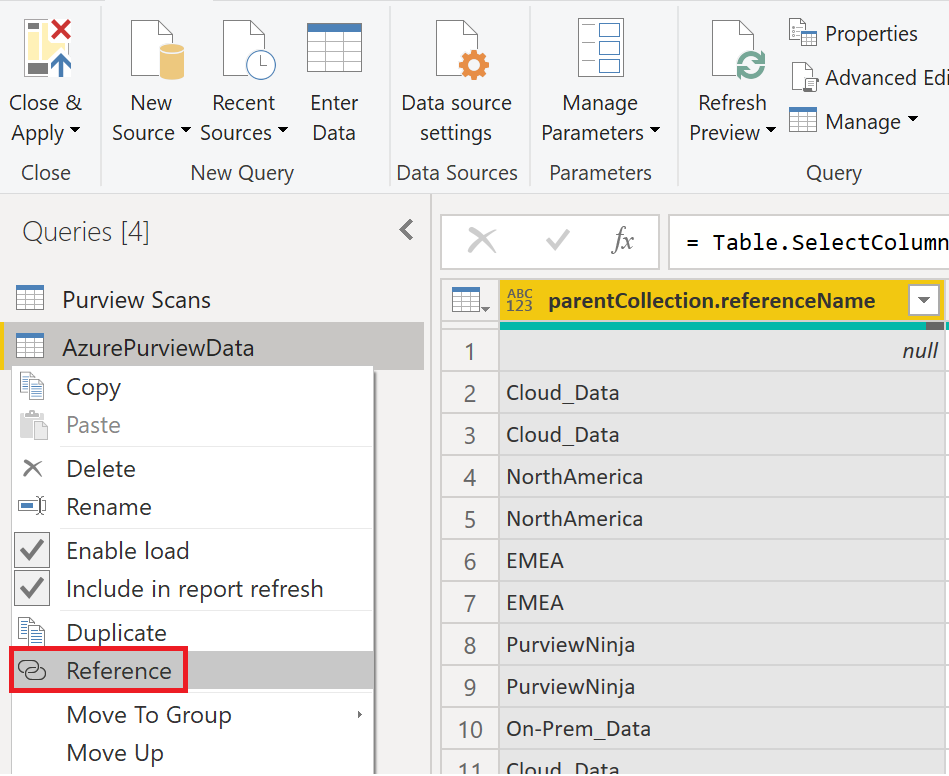 Close &
Apply
New
Source
Recent
Sources
Enter
Data
Data source
settings
Manage
Parameters
Refresh
Preview
Properties
Advanced Edi
Manage
Close
New Query
Data Sources
Parameters
Query
Queries [4]
fx
= Table.SelectColumn
Purview Scans
AzurePurviewData
Copy
Paste
Delete
Rename
Enable load
Include in report refresh
Duplicate
Reference
Move To Group
Move Up
ABC
123
parentCollection.referenceName
1 null
2 Cloud_Data
3 Cloud_Data
4 NorthAmerica
5 NorthAmerica
6 EMEA
7 EMEA
8 PurviewNinja
9 PurviewNinja
10 On-Prem_Data
11 Cloud_Data